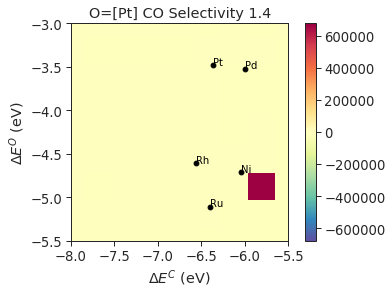 O=[Pt] CO Selectivity 1.4
−3.0
−3.5
−4.0
−4.5
−5.0
−5.5
ΔE^O (eV)
Pt
Pd
Rh
Ni
Ru
−8.0 −7.5 −7.0 −6.5 −6.0 −5.5
ΔE^C (eV)
600000
400000
200000
0
−200000
−400000
−600000